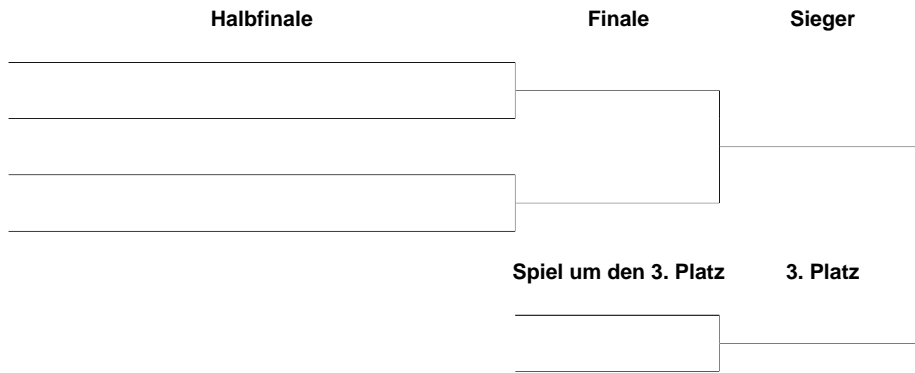 Halbfinale Finale Sieger
Spiel um den 3. Platz 3. Platz